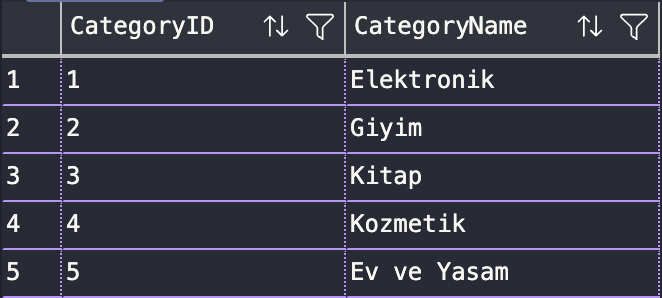 CategoryID CategoryName
1 1 Elektronik
2 2 Giyim
3 3 Kitap
4 4 Kozmetik
5 5 Ev ve Yasam